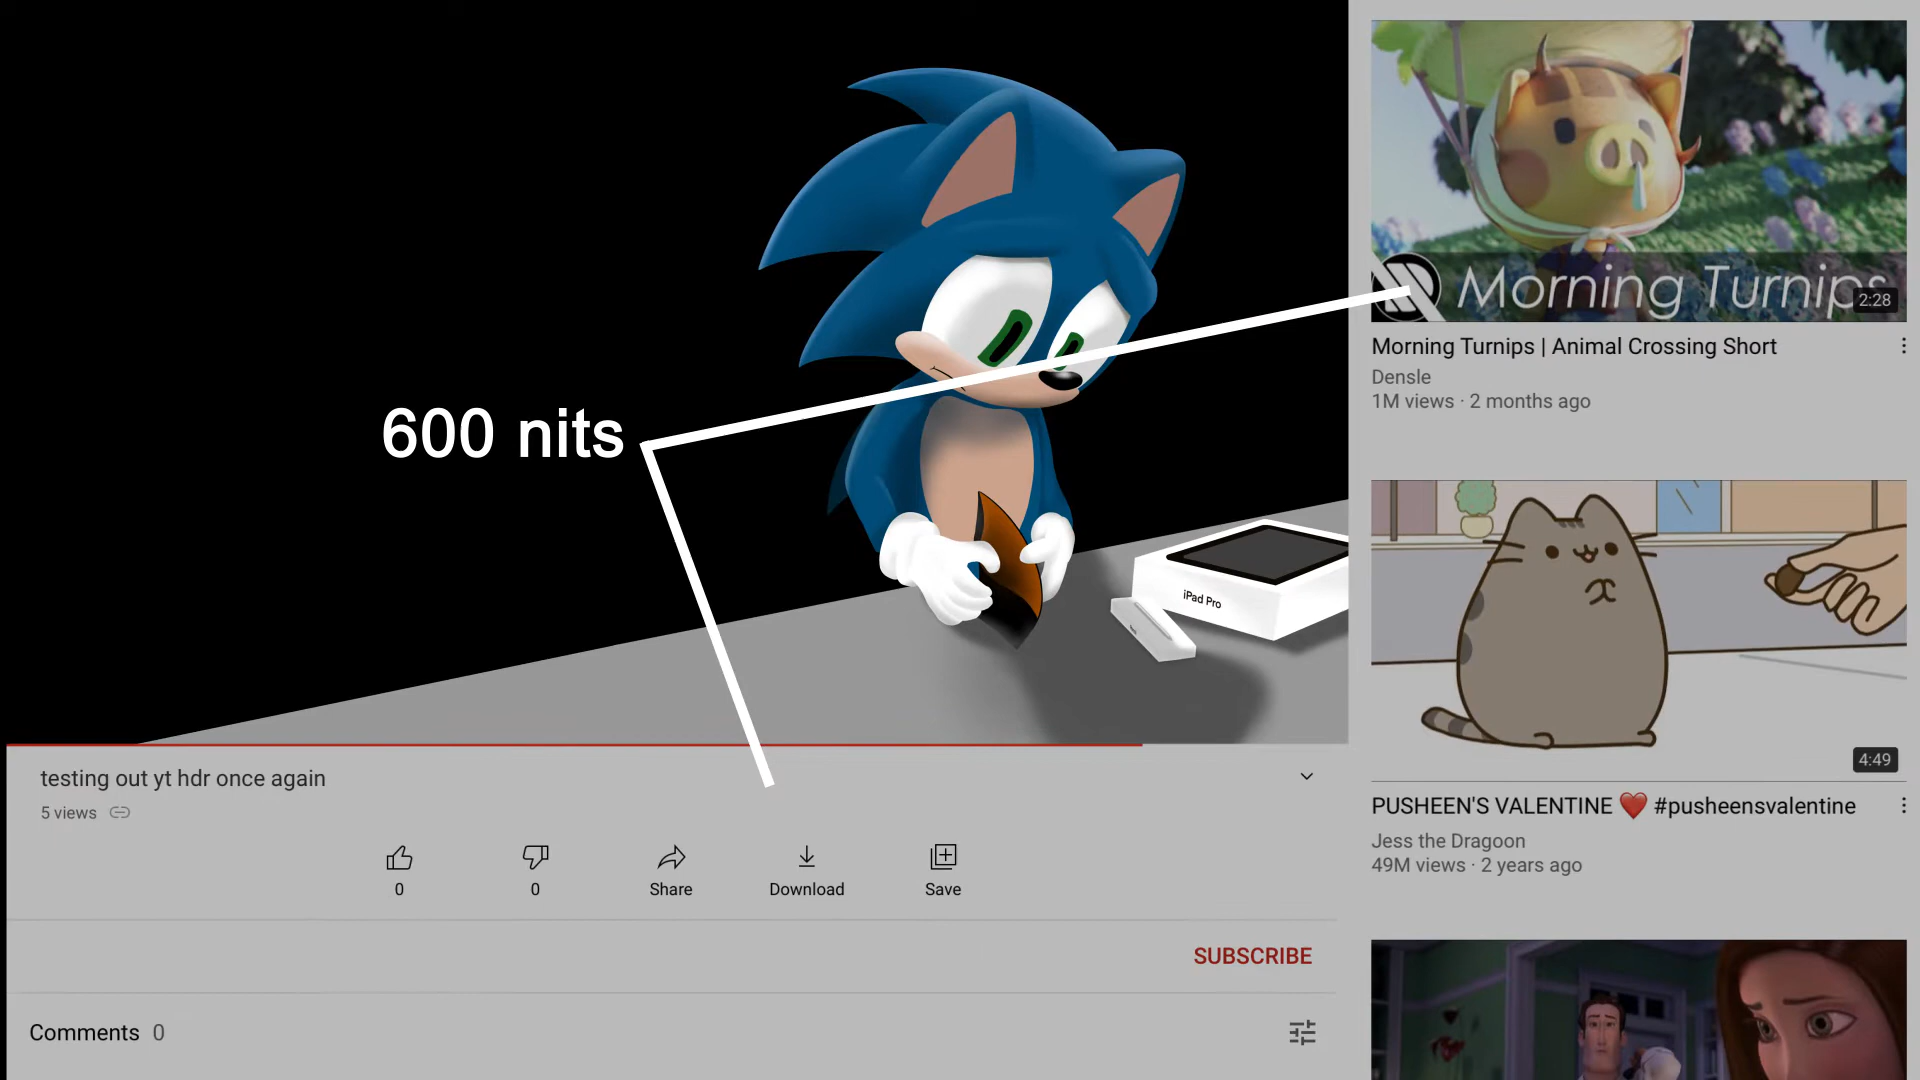 600 nits
iPad Pro
testing out yt hdr once again
5 views
0
0
Share
Download
Save
SUBSCRIBE
Comments 0
Morning Turnips
2:28
Morning Turnips | Animal Crossing Short
Densle
1M views · 2 months ago
4:49
PUSHEEN'S VALENTINE ❤️ #pusheensvalentine
Jess the Dragoon
49M views · 2 years ago